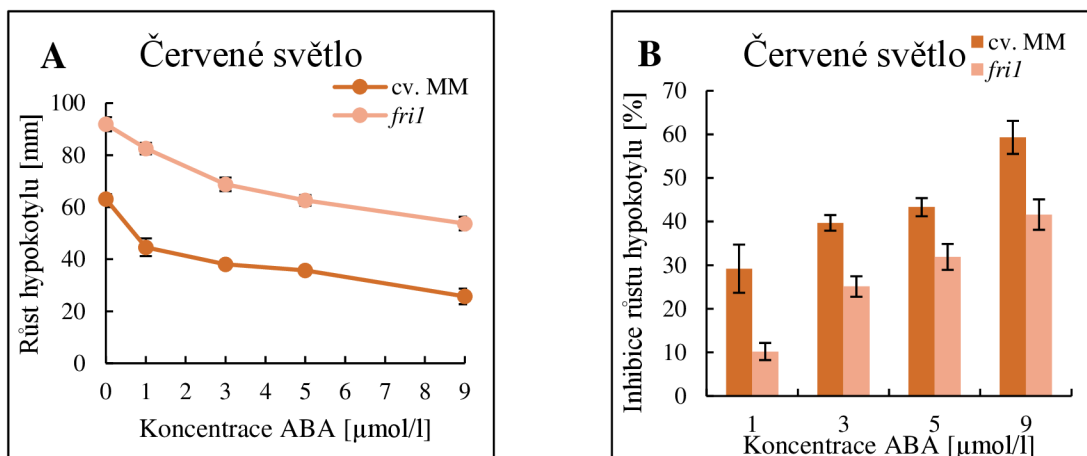 A
Červené světlo
cv. MM
fri1
Růst hypokotylu [mm]
100
80
60
40
20
0
0 1 2 3 4 5 6 7 8 9
Koncentrace ABA [µmol/l]
B
Červené světlo
cv. MM
fri1
Inhibice růstu hypokotylu [%]
70
60
50
40
30
20
10
0
1 3 5 9
Koncentrace ABA [µmol/l]